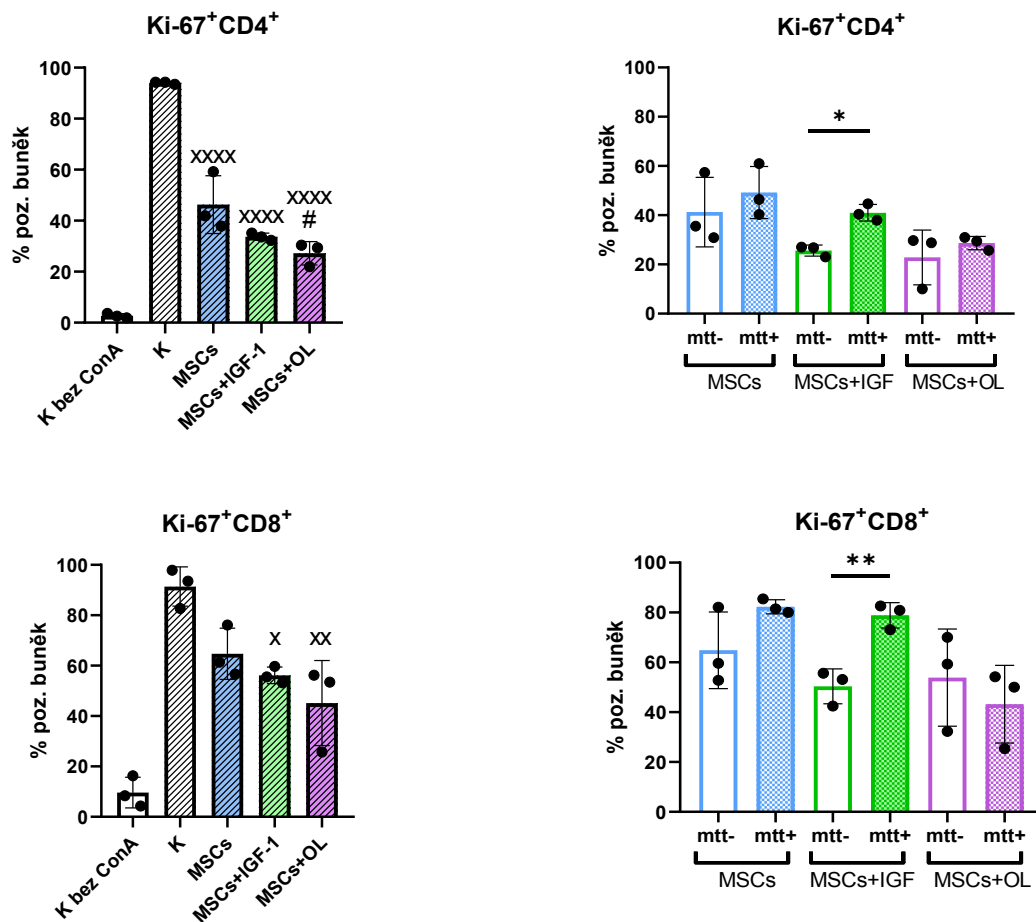 Ki-67⁺CD4⁺
% poz. buněk
100
80
60
40
20
0
XXXX
XXXX
XXXX
#
K bez ConA
K
MSCs
MSCs+IGF-1
MSCs+OL
Ki-67⁺CD4⁺
% poz. buněk
100
80
60
40
20
0
*
mtt- mtt+ mtt- mtt+ mtt- mtt+
MSCs MSCs+IGF MSCs+OL
Ki-67⁺CD8⁺
% poz. buněk
100
80
60
40
20
0
X
XX
K bez ConA
K
MSCs
MSCs+IGF-1
MSCs+OL
Ki-67⁺CD8⁺
% poz. buněk
100
80
60
40
20
0
**
mtt- mtt+ mtt- mtt+ mtt- mtt+
MSCs MSCs+IGF MSCs+OL